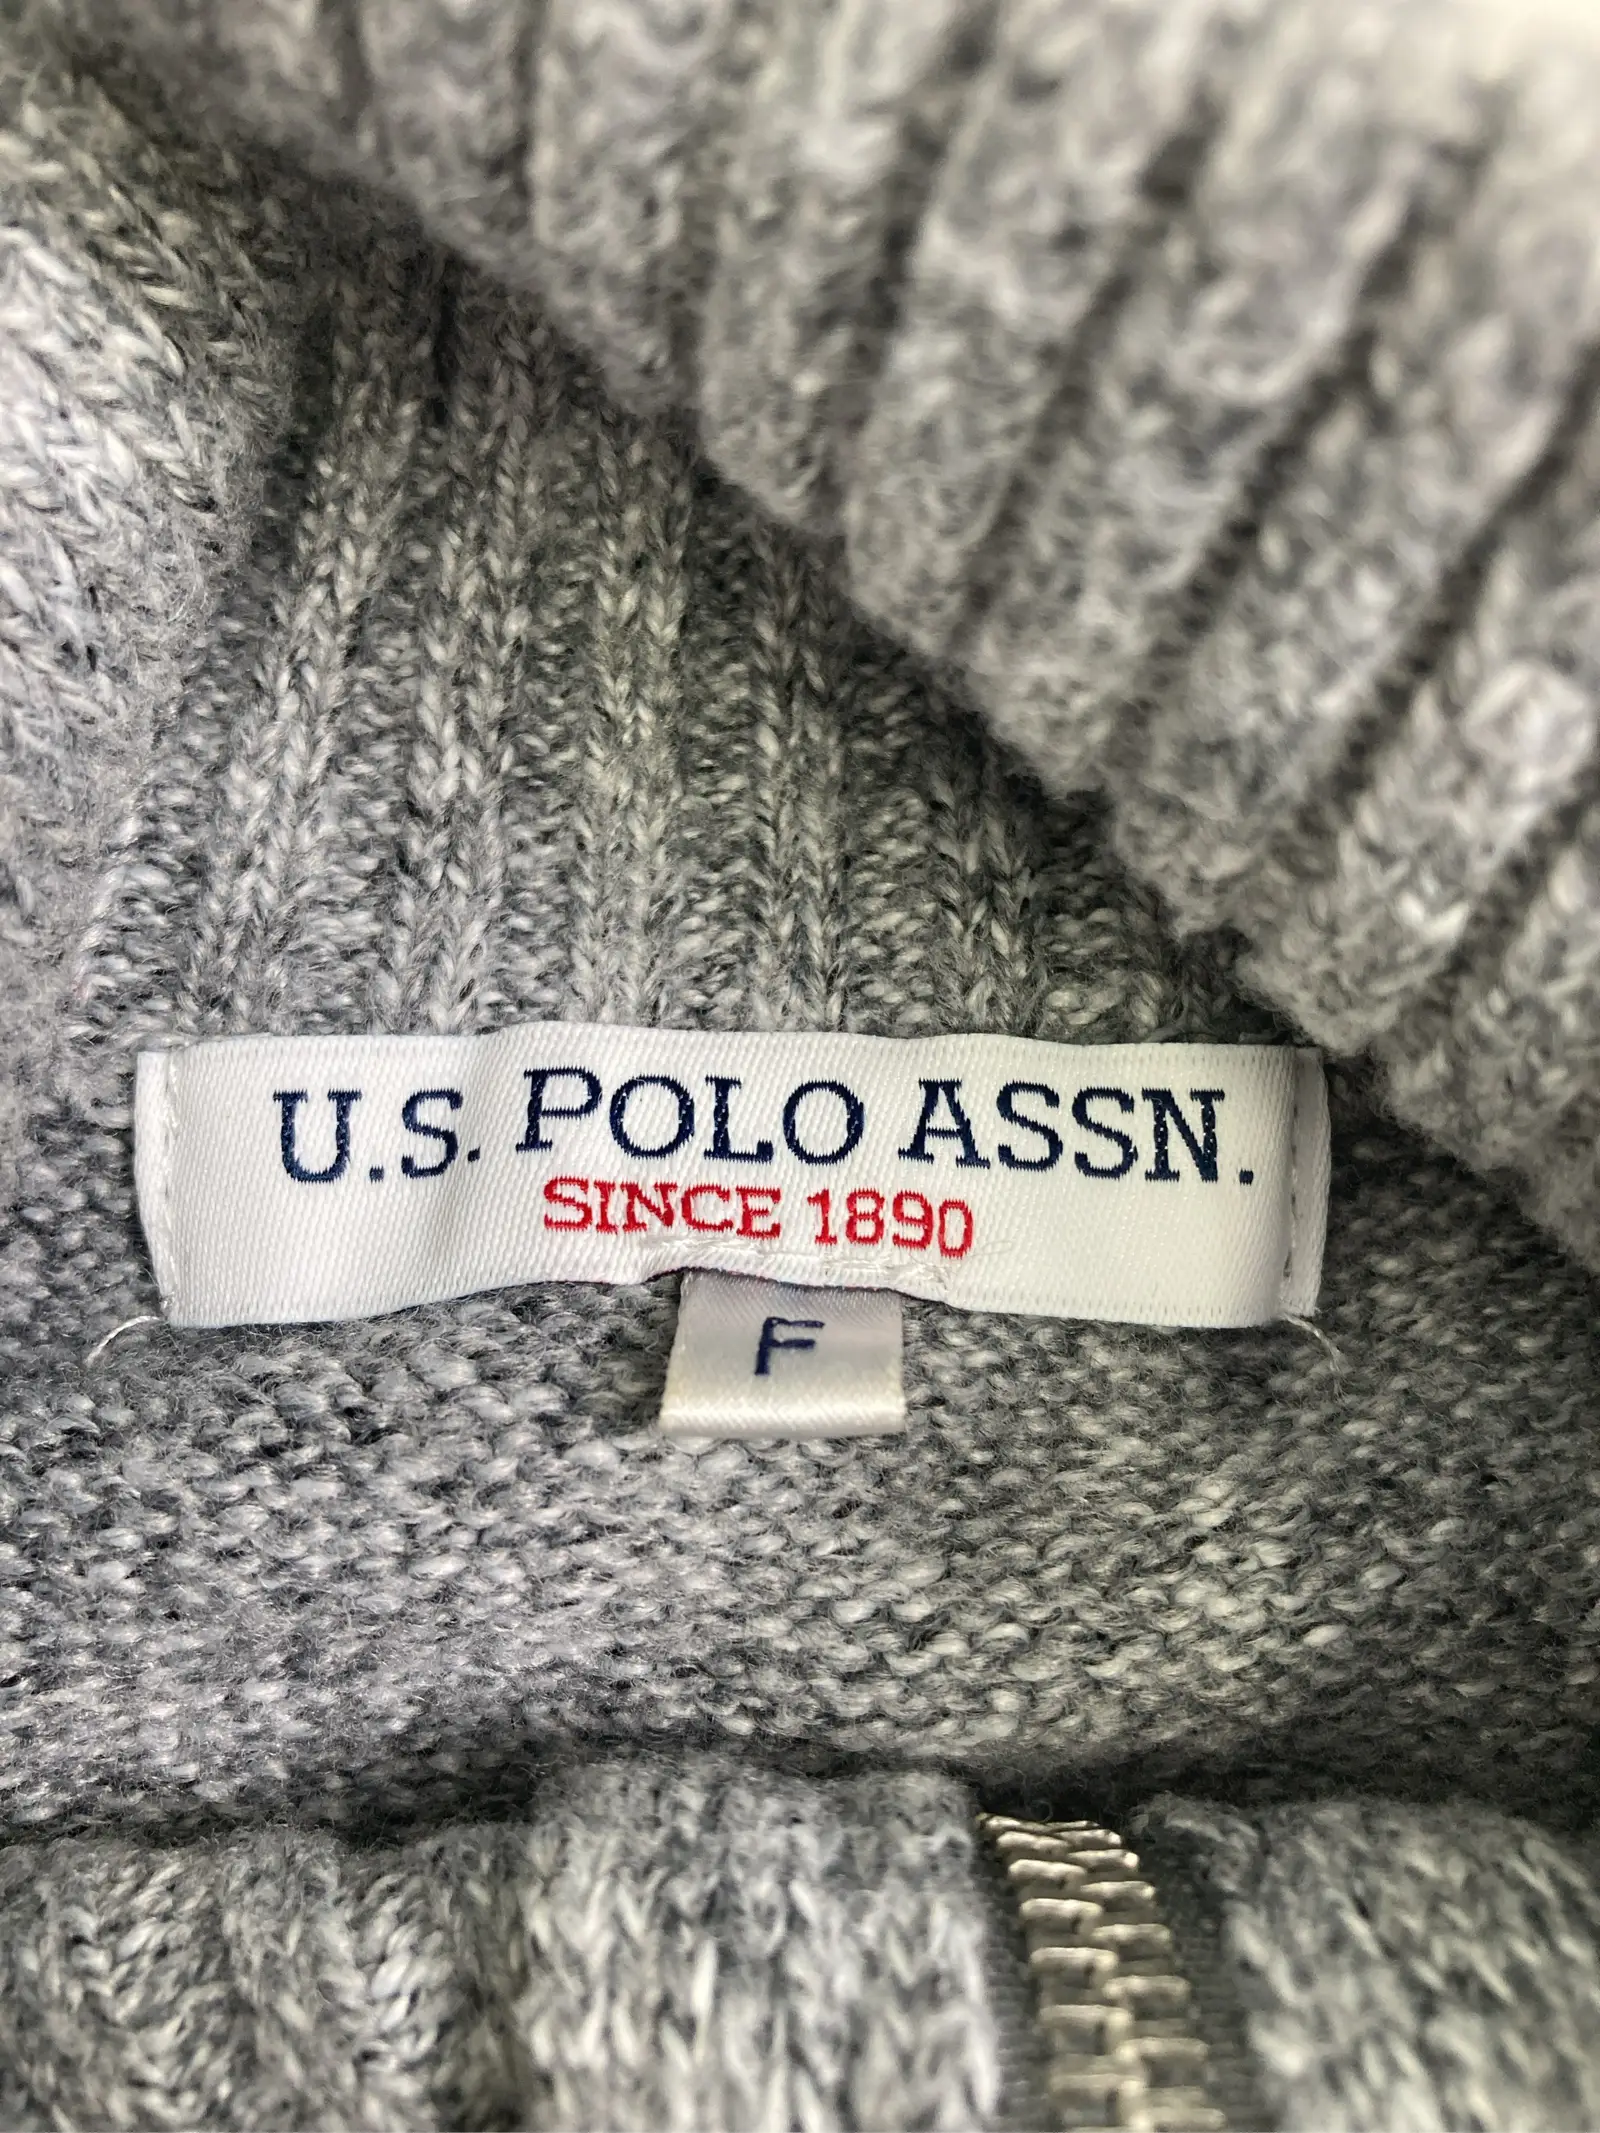 U.S. POLO ASSN.
SINCE 1890
F